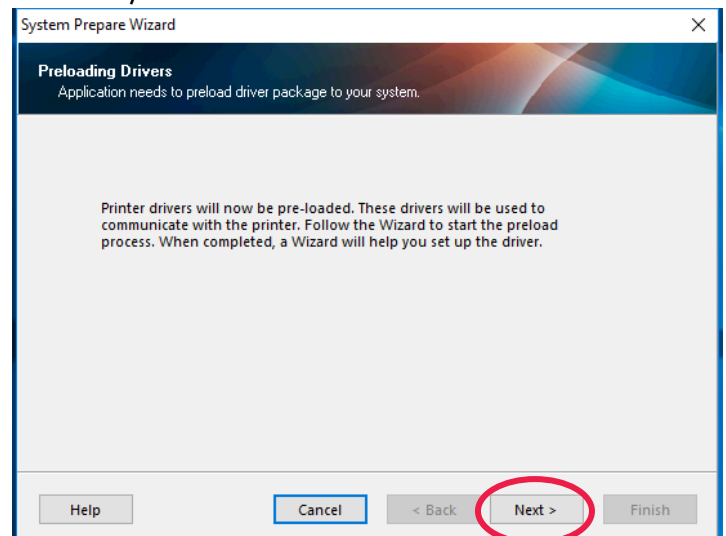 System Prepare Wizard
Preloading Drivers
Application needs to preload driver package to your system.
Printer drivers will now be pre-loaded. These drivers will be used to
communicate with the printer. Follow the Wizard to start the preload
process. When completed, a Wizard will help you set up the driver.
Help Cancel < Back Next > Finish